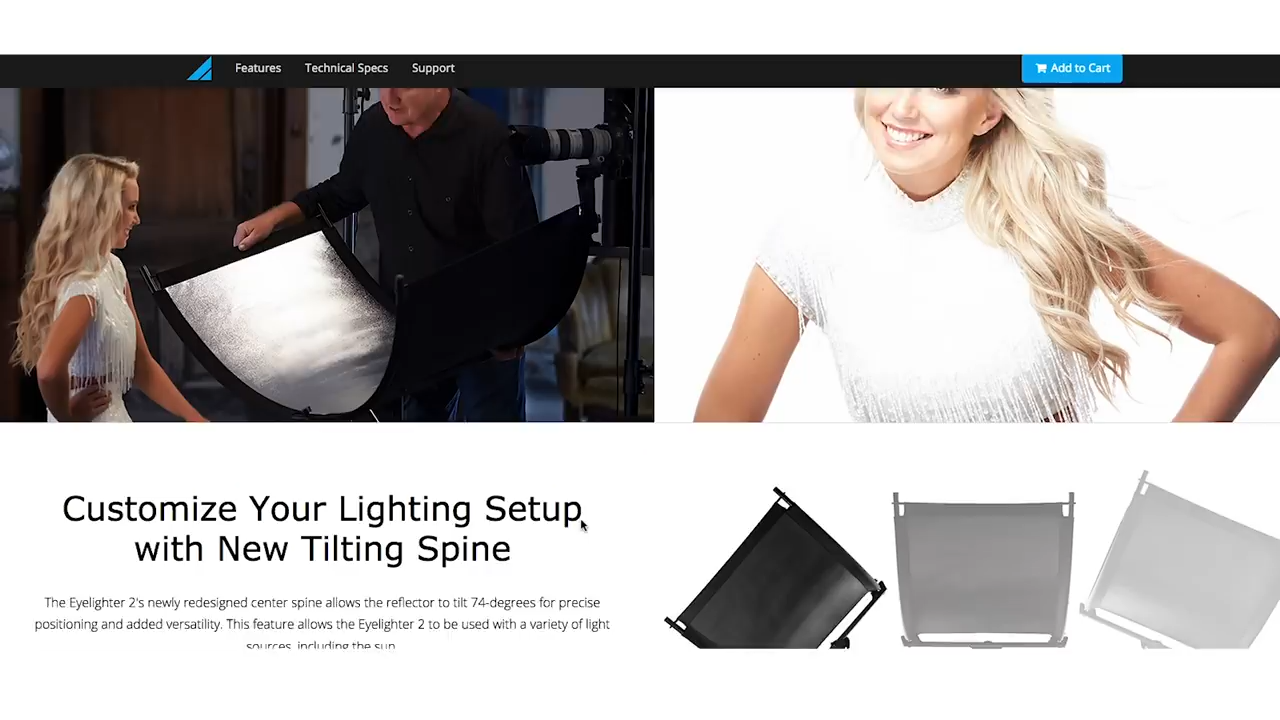 Features
Technical Specs
Support
Add to Cart
Customize Your Lighting Setup
with New Tilting Spine
The Eyelighter 2's newly redesigned center spine allows the reflector to tilt 74-degrees for precise
positioning and added versatility. This feature allows the Eyelighter 2 to be used with a variety of light
sources, including the sun.